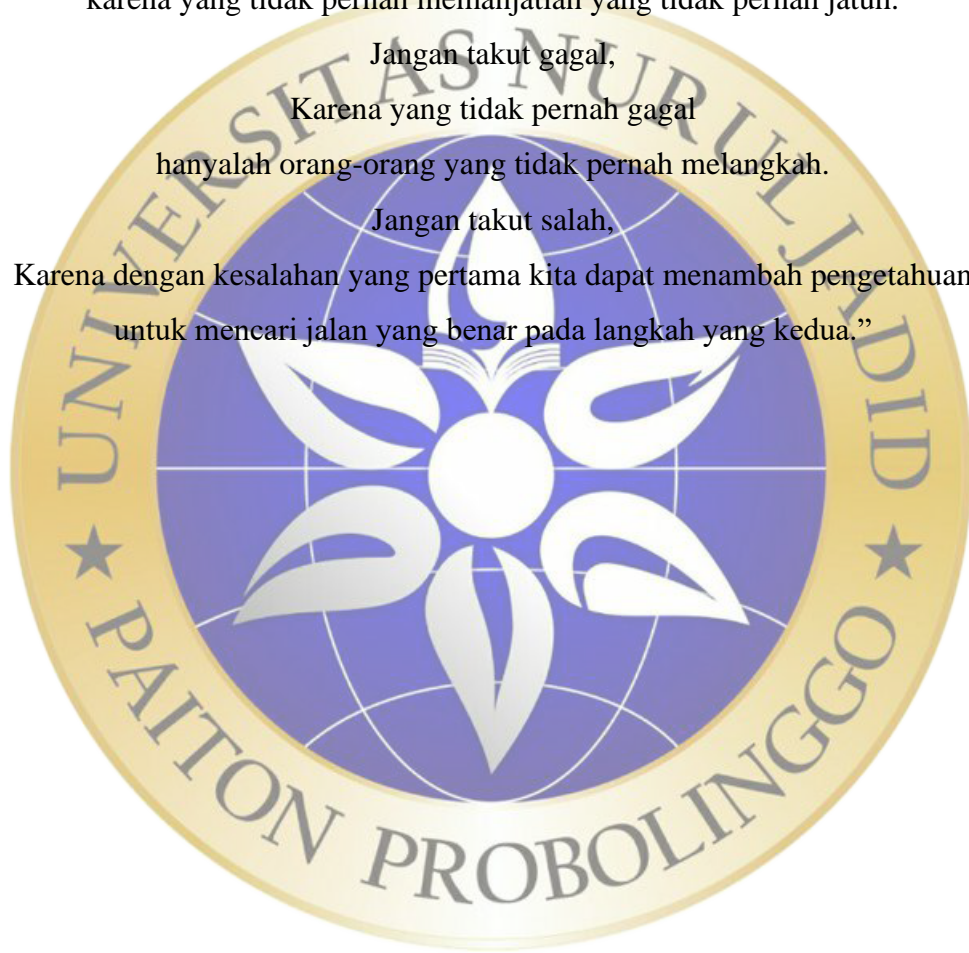 karena yang tidak pernah memanjatlah yang tidak pernah jatuh.
Jangan takut gagal,
Karena yang tidak pernah gagal
hanyalah orang-orang yang tidak pernah melangkah.
Jangan takut salah,
Karena dengan kesalahan yang pertama kita dapat menambah pengetahuan
untuk mencari jalan yang benar pada langkah yang kedua.”
UNIVERSITAS NURUL JADID
PAITON PROBOLINGGO